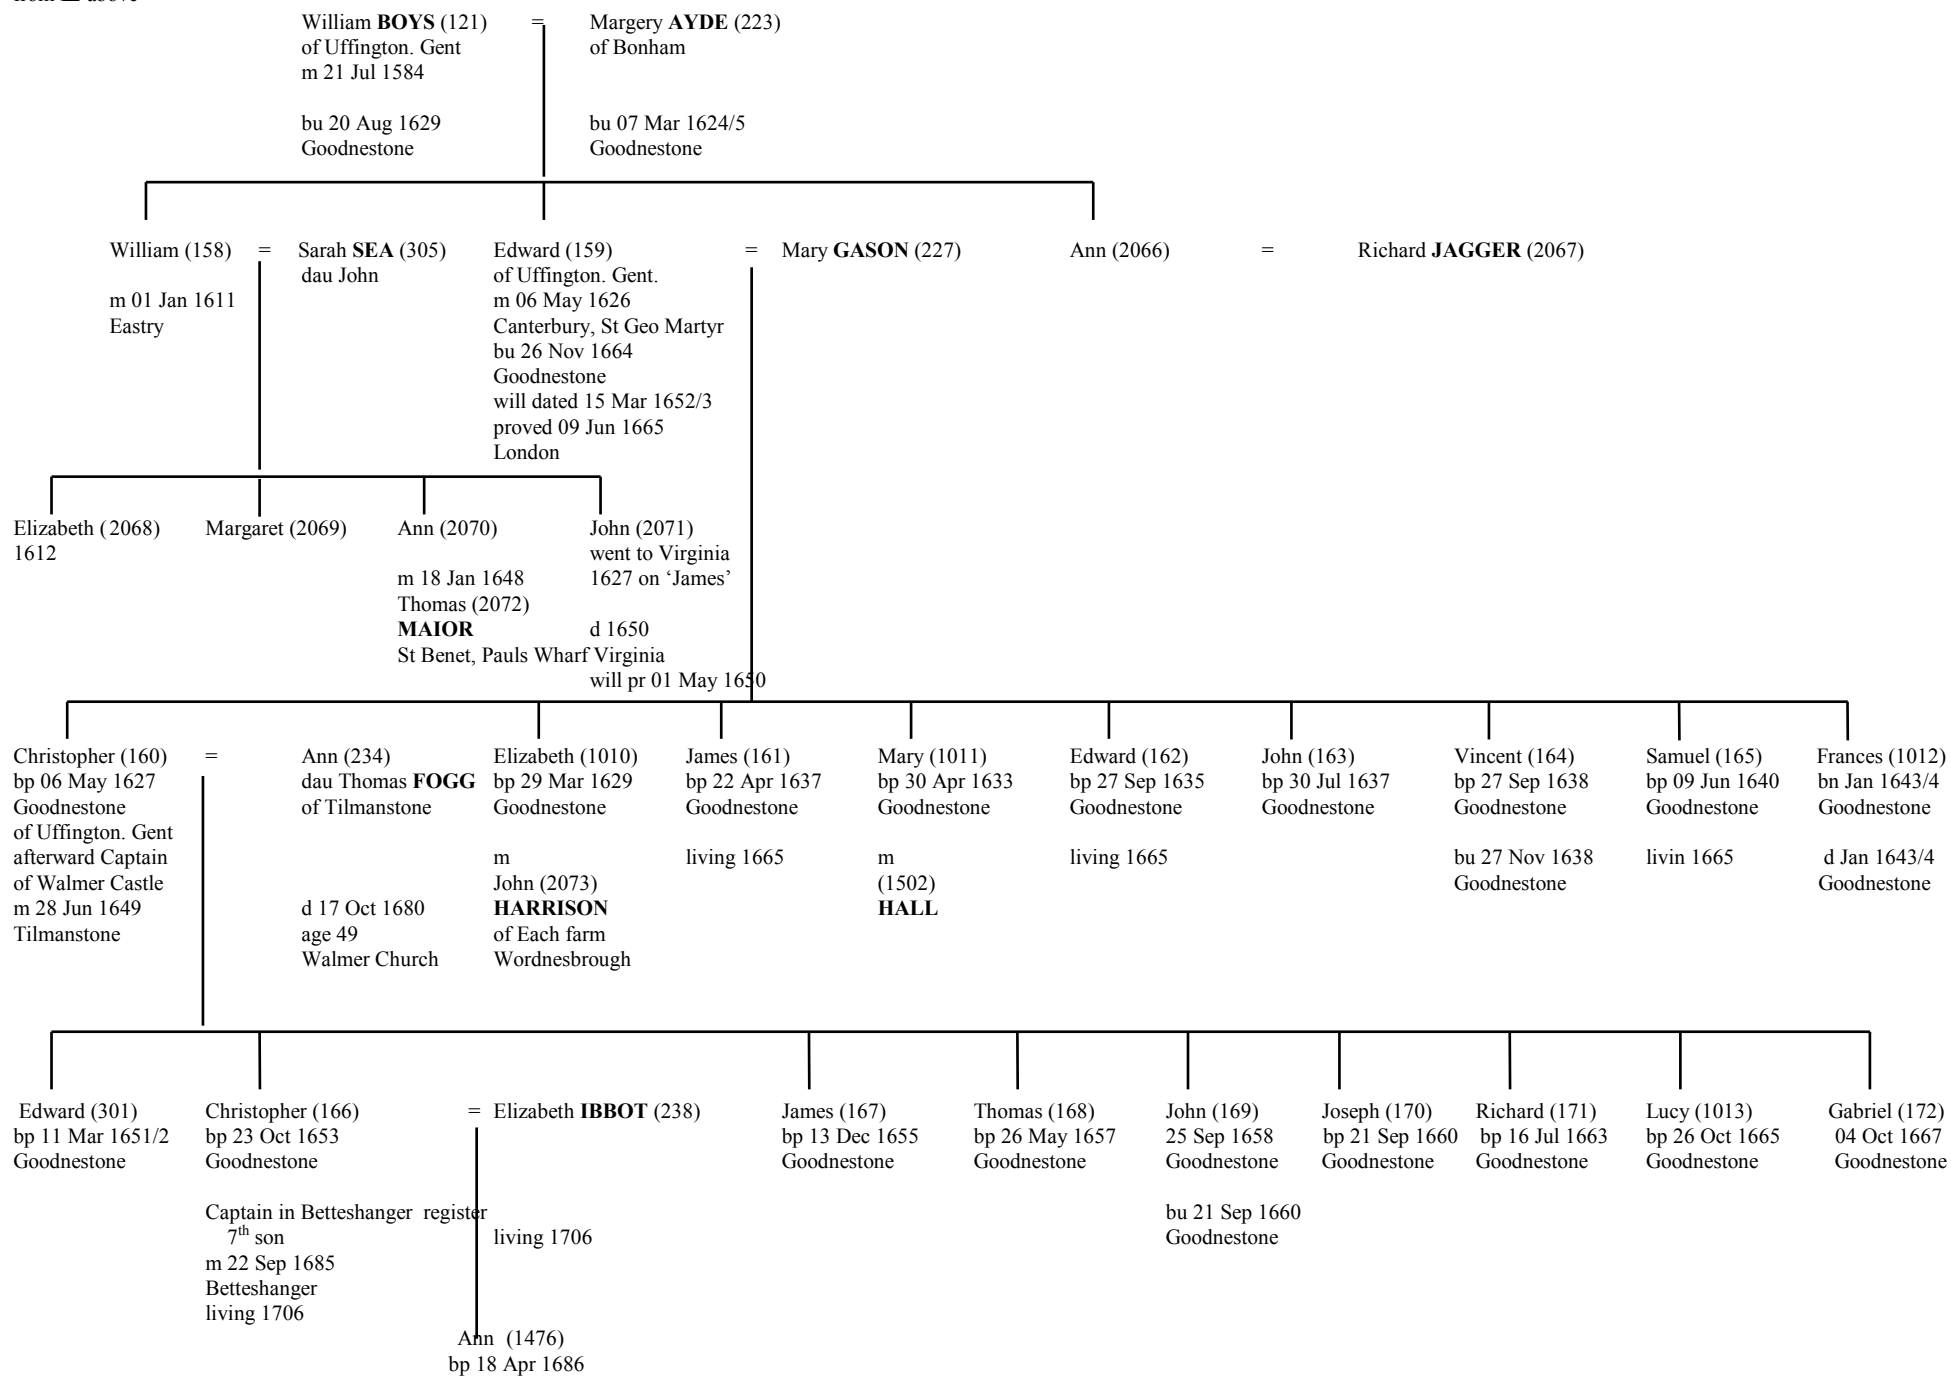 William BOYS (121) = Margery AYDE (223)
of Uffington. Gent of Bonham
m 21 Jul 1584
bu 20 Aug 1629 bu 07 Mar 1624/5
Goodnestone Goodnestone
William (158) = Sarah SEA (305) Edward (159) = Mary GASON (227) Ann (2066) = Richard JAGGER (2067)
dau John of Uffington. Gent.
m 01 Jan 1611 m 06 May 1626
Eastry Canterbury, St Geo Martyr
bu 26 Nov 1664
Goodnestone
will dated 15 Mar 1652/3
proved 09 Jun 1665
London
Elizabeth (2068) Margaret (2069) Ann (2070) John (2071)
1612 went to Virginia
m 18 Jan 1648 1627 on ‘James’
Thomas (2072)
MAIOR d 1650
St Benet, Pauls Wharf Virginia
will pr 01 May 1650
Christopher (160) = Ann (234) Elizabeth (1010) James (161) Mary (1011) Edward (162) John (163) Vincent (164) Samuel (165) Frances (1012)
bp 06 May 1627 dau Thomas FOGG bp 29 Mar 1629 bp 22 Apr 1637 bp 30 Apr 1633 bp 27 Sep 1635 bp 30 Jul 1637 bp 27 Sep 1638 bp 09 Jun 1640 bn Jan 1643/4
Goodnestone of Tilmanstone Goodnestone Goodnestone Goodnestone Goodnestone Goodnestone Goodnestone Goodnestone Goodnestone
of Uffington. Gent
afterward Captain m living 1665 m living 1665 bu 27 Nov 1638 livin 1665 d Jan 1643/4
of Walmer Castle John (2073) (1502) Goodnestone Goodnestone
m 28 Jun 1649 d 17 Oct 1680 HARRISON HALL
Tilmanstone age 49 of Each farm
Walmer Church Wordnesbrough
Edward (301) Christopher (166) = Elizabeth IBBOT (238) James (167) Thomas (168) John (169) Joseph (170) Richard (171) Lucy (1013) Gabriel (172)
bp 11 Mar 1651/2 bp 23 Oct 1653 bp 13 Dec 1655 bp 26 May 1657 25 Sep 1658 bp 21 Sep 1660 bp 16 Jul 1663 bp 26 Oct 1665 04 Oct 1667
Goodnestone Goodnestone Goodnestone Goodnestone Goodnestone Goodnestone Goodnestone Goodnestone Goodnestone
Captain in Betteshanger register bu 21 Sep 1660
7th son living 1706 Goodnestone
m 22 Sep 1685
Betteshanger
living 1706
Ann (1476)
bp 18 Apr 1686